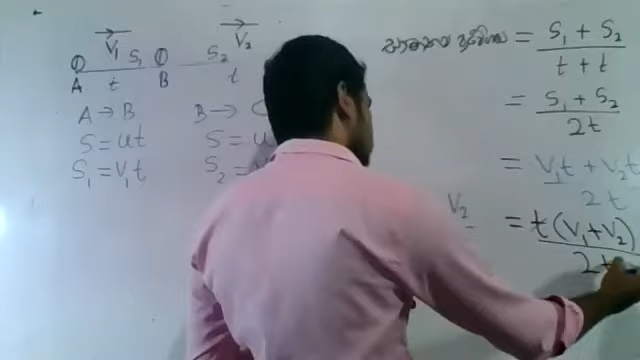 V₁ S₁ S₂ V₂
A t B t
A → B B →
S = ut S = u
S₁ = V₁t S₂ =
= S₁ + S₂ / t + t
= S₁ + S₂ / 2t
= V₁t + V₂t / 2t
V₂
= t(V₁ + V₂) / 2t